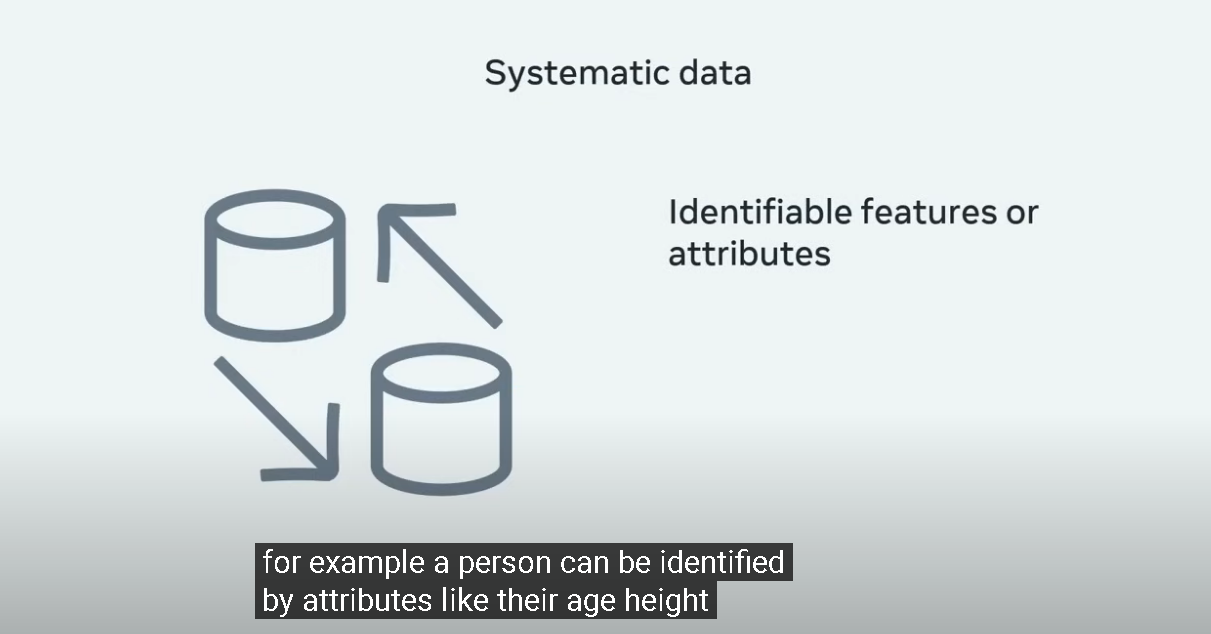 Systematic data
Identifiable features or
attributes
for example a person can be identified
by attributes like their age height